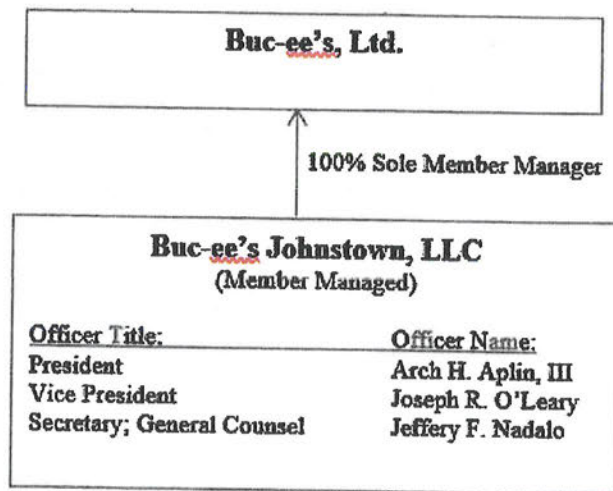 Buc-ee's, Ltd.
100% Sole Member Manager
Buc-ee's Johnstown, LLC
(Member Managed)
Officer Title: Officer Name:
President Arch H. Aplin, III
Vice President Joseph R. O'Leary
Secretary; General Counsel Jeffery F. Nadalo